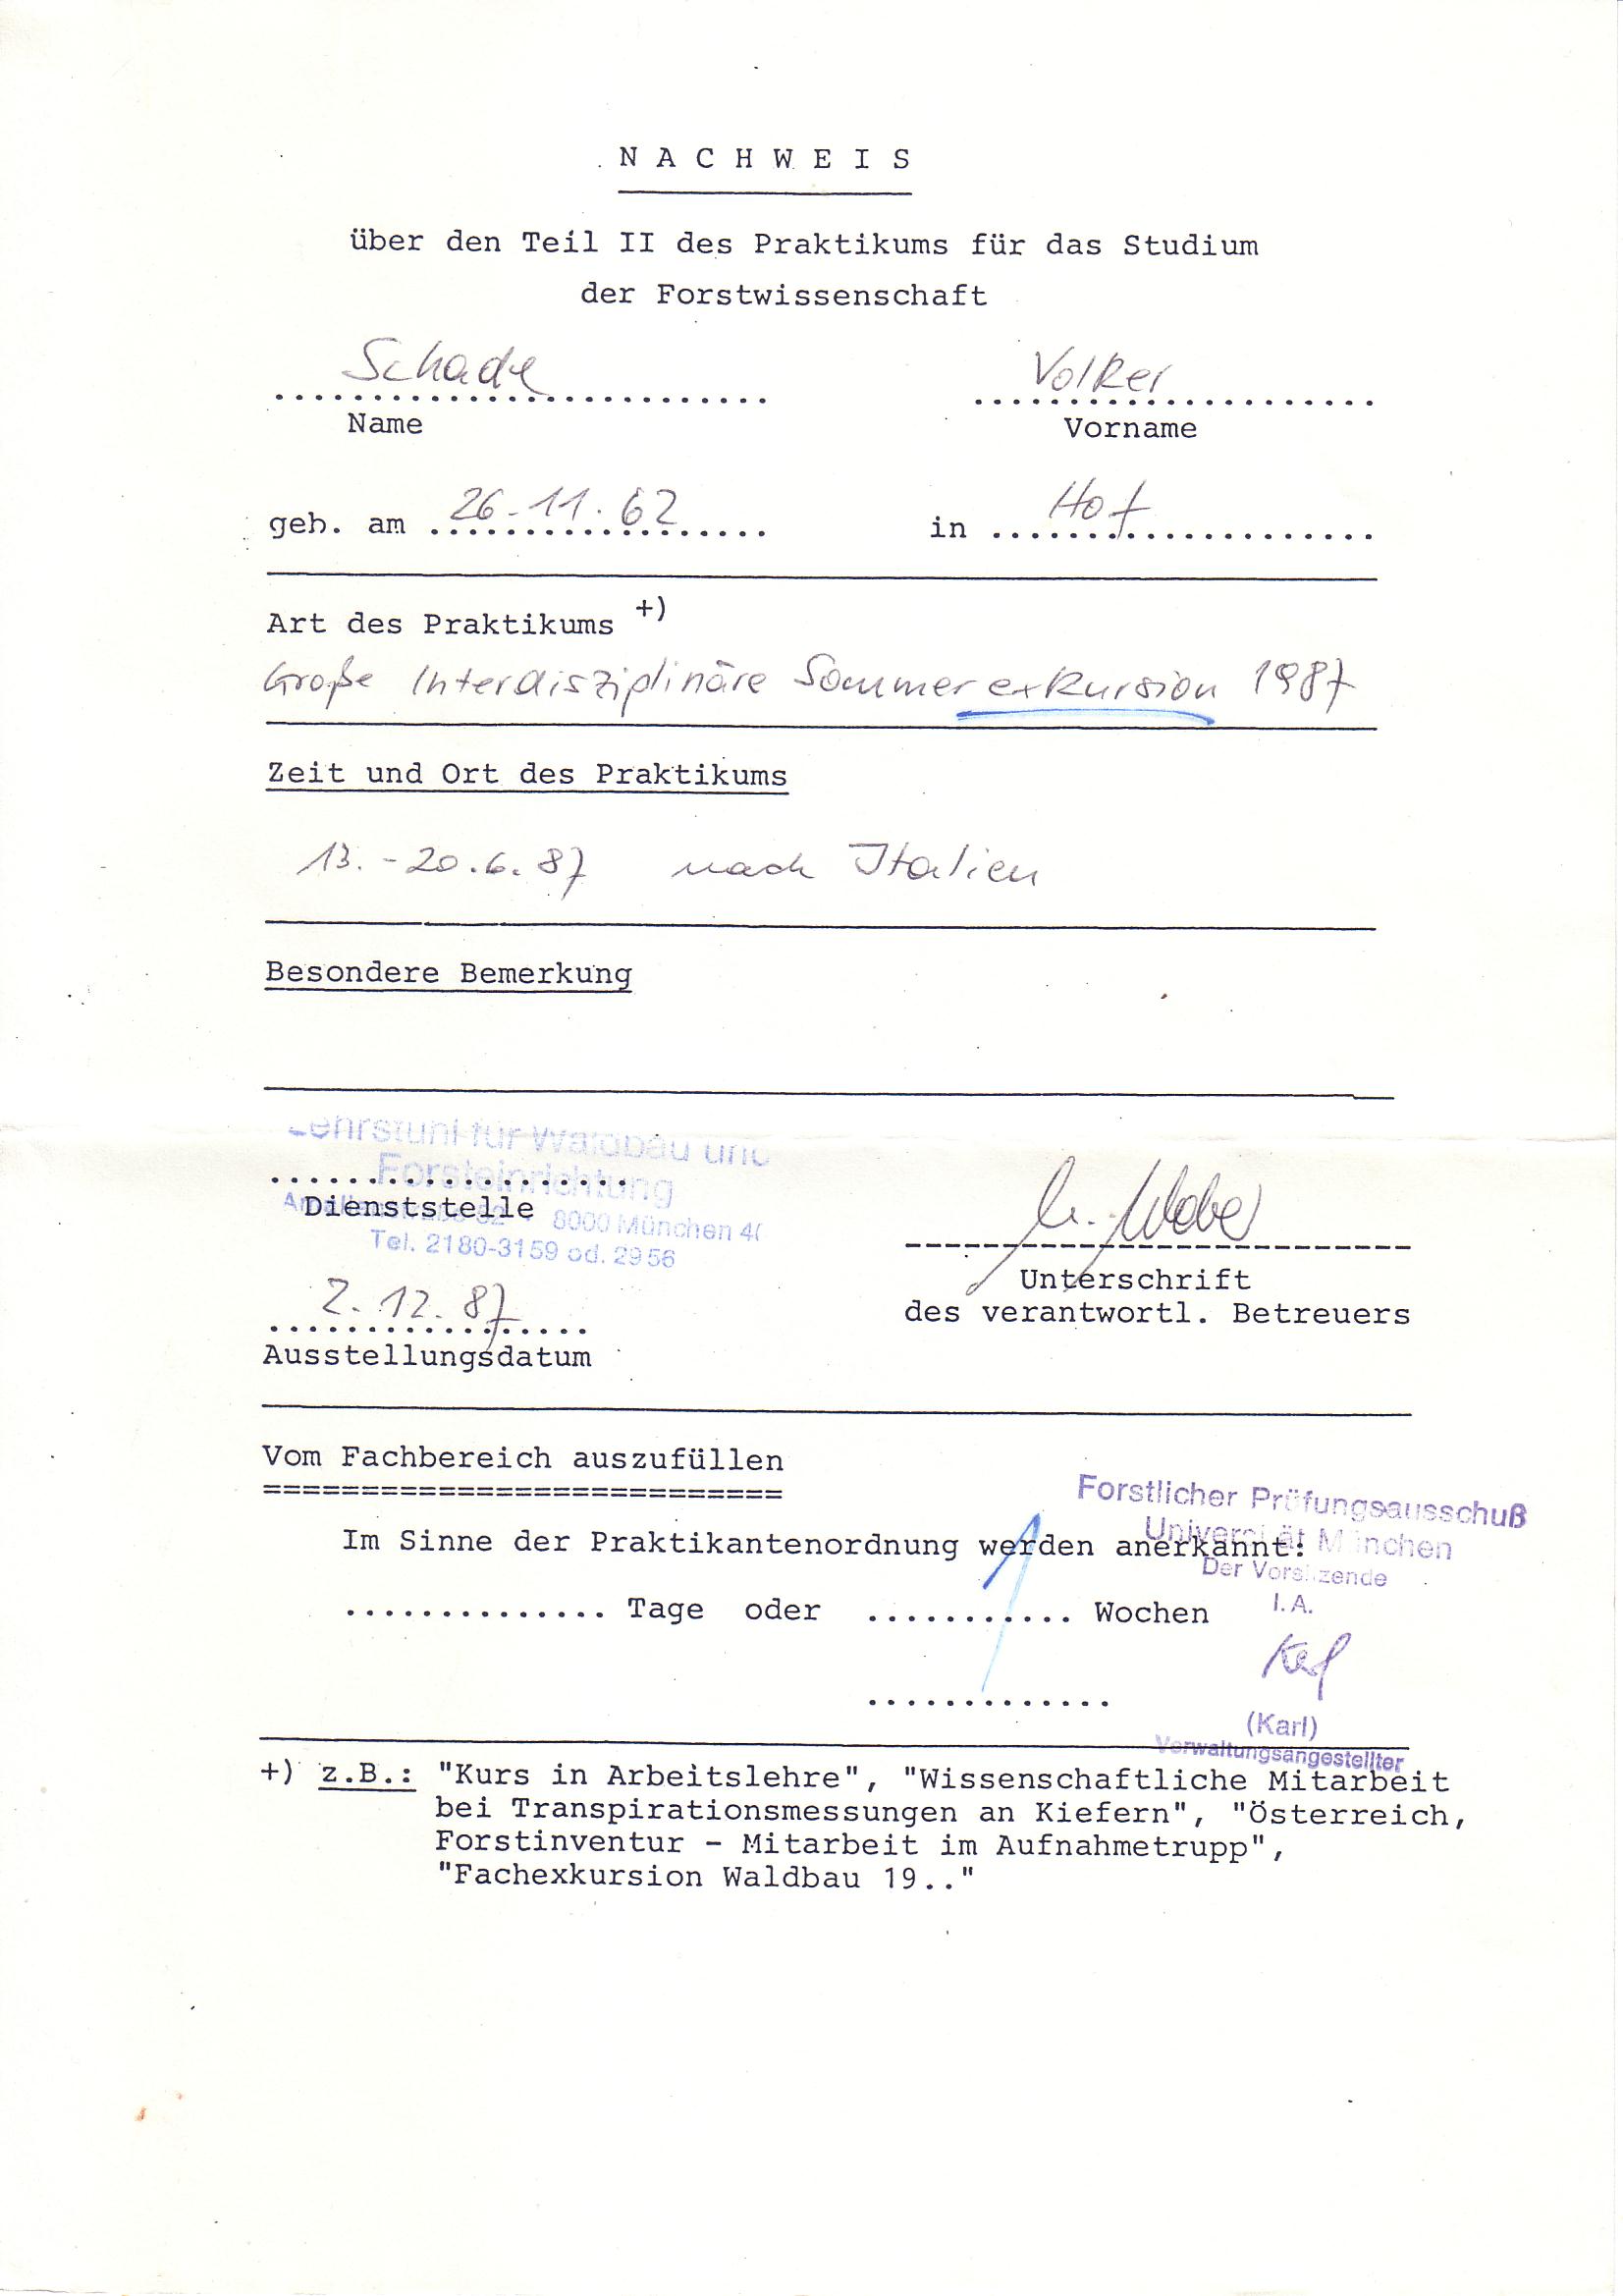 N A C H W E I S
über den Teil II des Praktikums für das Studium
der Forstwissenschaft
Schade Volker
Name Vorname
geb. am 26.11.62 in Hof
Art des Praktikums +)
Große Interdisziplinäre Sommerexkursion 1987
Zeit und Ort des Praktikums
13.-20.6.87 nach Italien
Besondere Bemerkung
Lehrstuhl für Waldbau und
Forsteinrichtung
Dienststelle
8000 München 40
Tel. 2180-3159 od. 2956
Weber
Unterschrift
des verantwortl. Betreuers
2.12.87
Ausstellungsdatum
Vom Fachbereich auszufüllen
===========================
Forstlicher Prüfungsausschuß
Universität München
Der Vorsitzende
I.A.
Im Sinne der Praktikantenordnung werden anerkannt:
.............. Tage oder 1 Wochen
Karl
(Karl)
Verwaltungsangestellter
+) z.B.: "Kurs in Arbeitslehre", "Wissenschaftliche Mitarbeit
bei Transpirationsmessungen an Kiefern", "Österreich,
Forstinventur - Mitarbeit im Aufnahmetrupp",
"Fachexkursion Waldbau 19.."